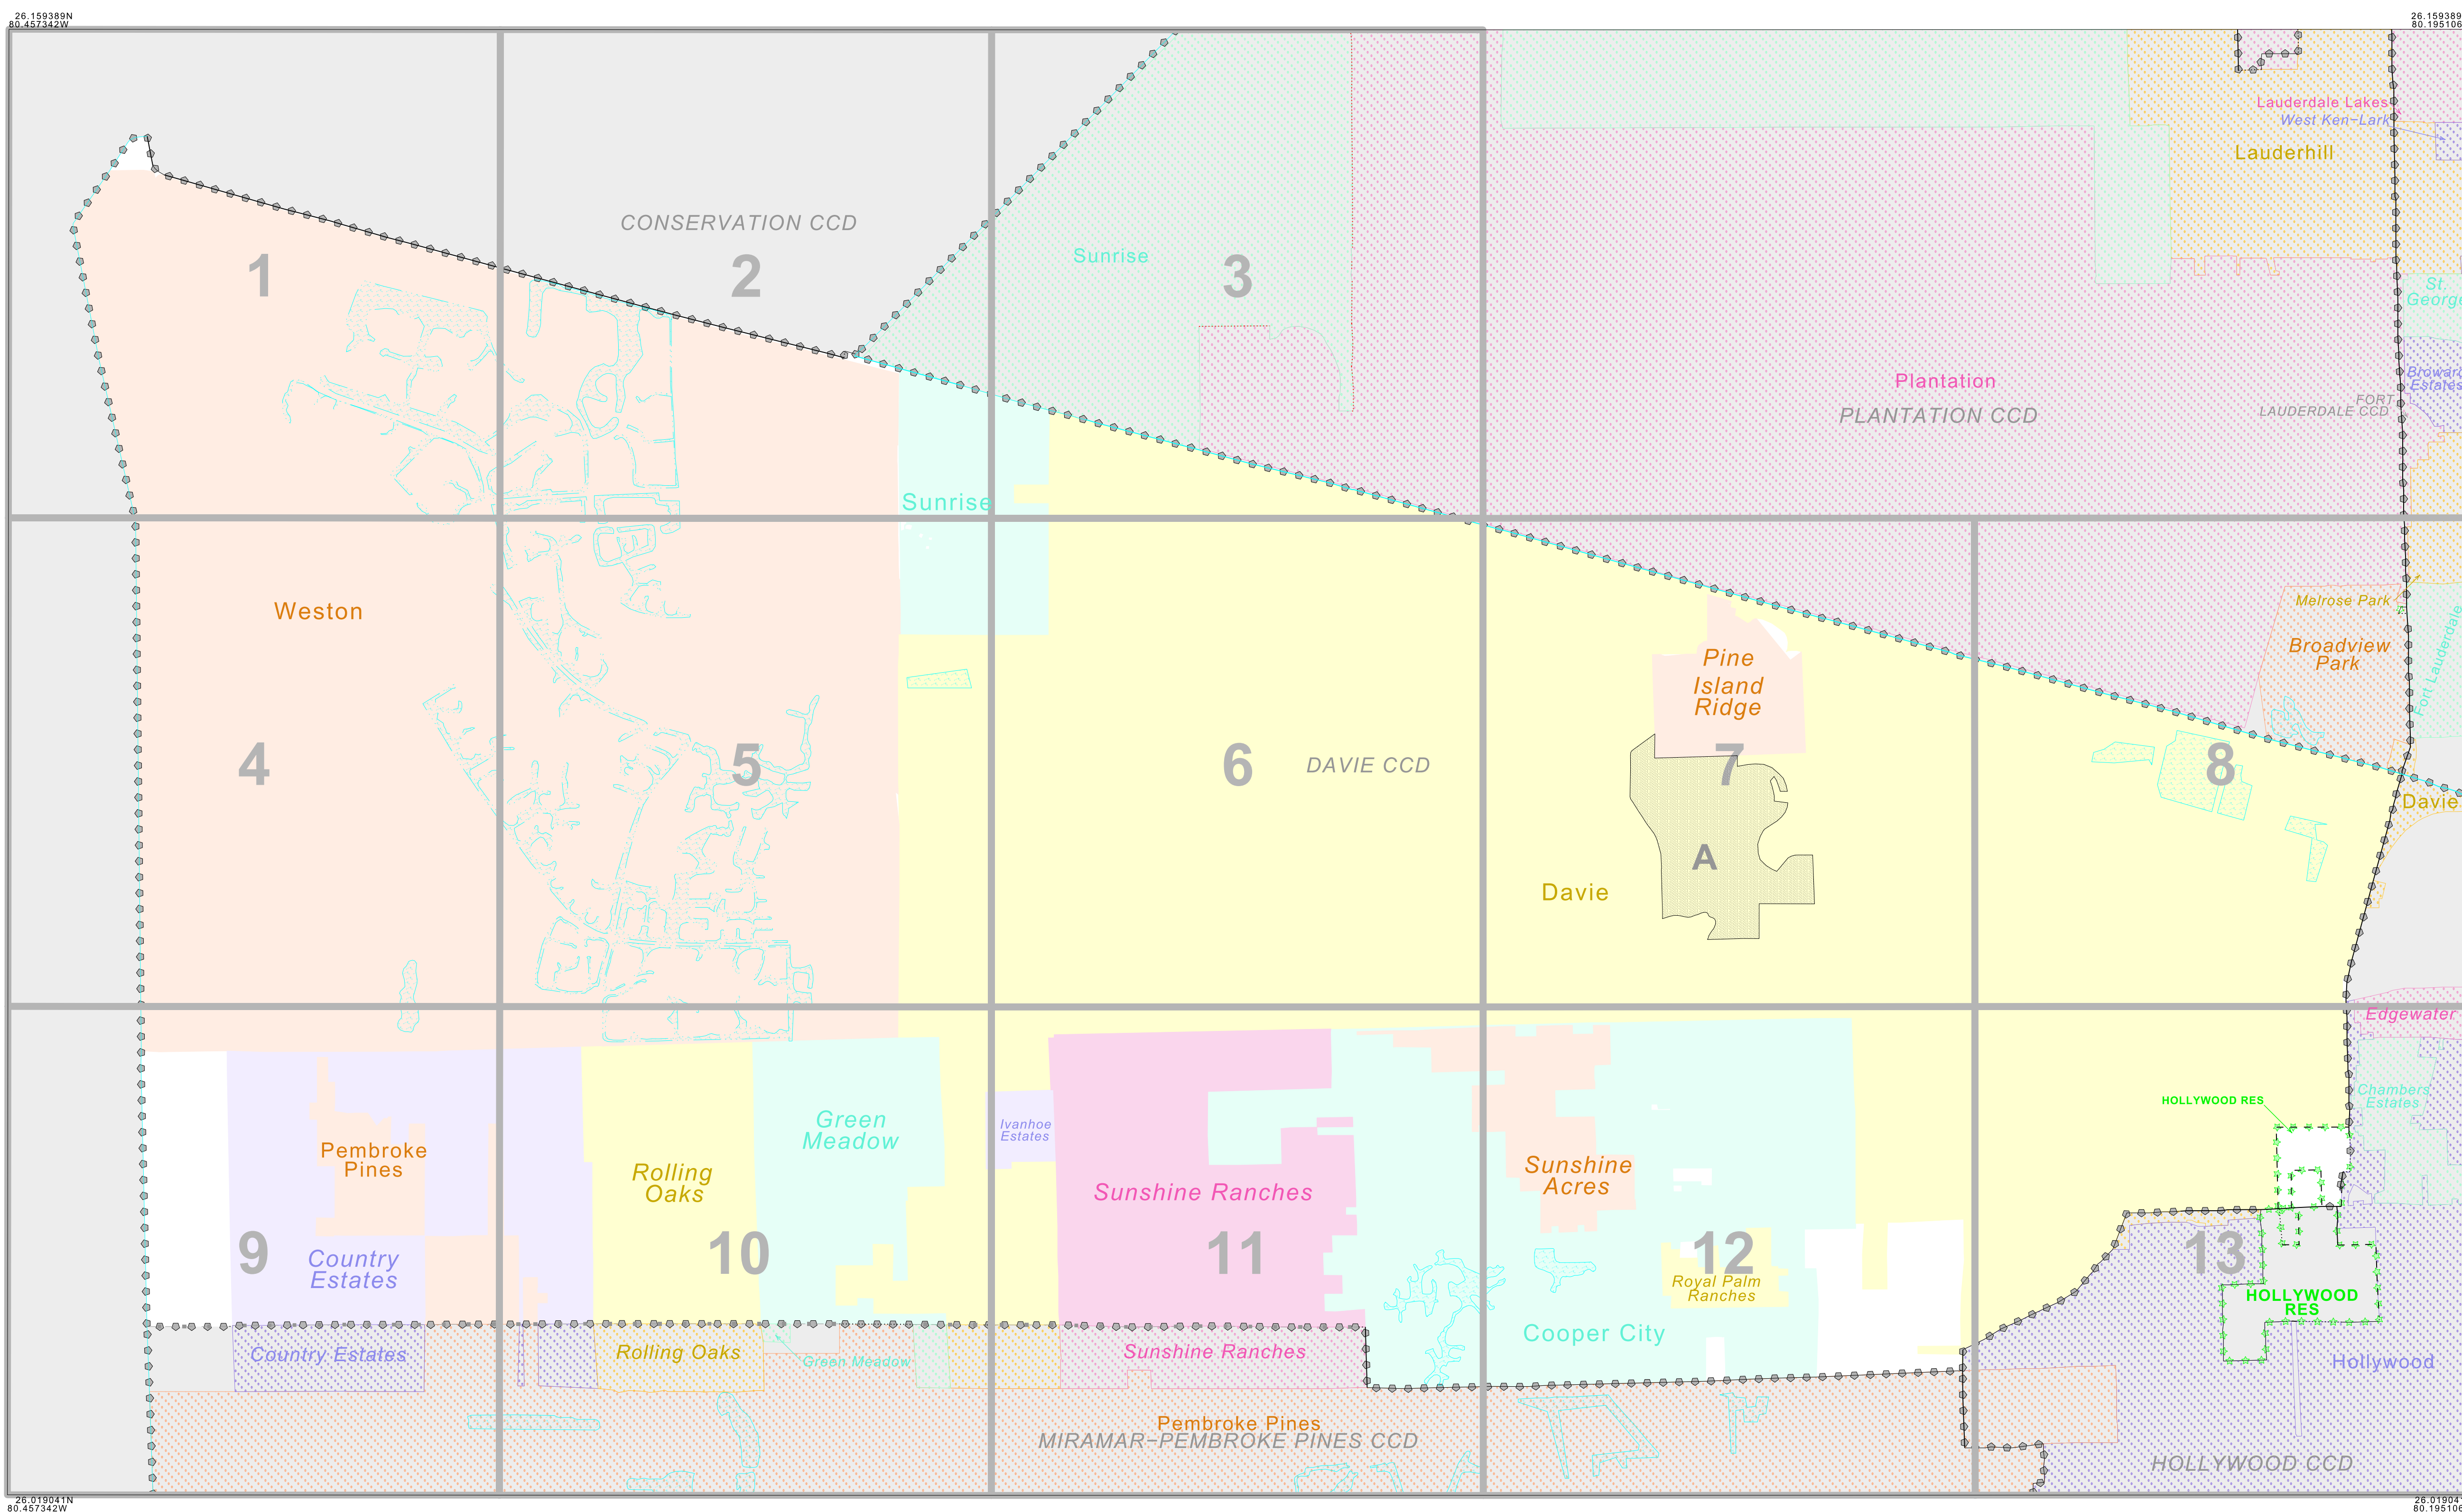 26.159389N
80.457342W
26.159389
80.195106
Lauderdale Lakes
West Ken-Lark
Lauderhill
CONSERVATION CCD
1
2
3
Sunrise
St.
George
Plantation
PLANTATION CCD
Broward
Estates
FORT
LAUDERDALE CCD
Sunrise
Weston
Melrose Park
Broadview
Park
Fort Lauderdale
Pine
Island
Ridge
4
5
6
DAVIE CCD
7
8
Davie
A
Davie
Edgewater
Chambers
Estates
HOLLYWOOD RES
Green
Meadow
Ivanhoe
Estates
Pembroke
Pines
Rolling
Oaks
Sunshine Ranches
Sunshine
Acres
9
10
11
12
13
Country
Estates
Royal Palm
Ranches
HOLLYWOOD
RES
Cooper City
Country Estates
Rolling Oaks
Green Meadow
Sunshine Ranches
Hollywood
Pembroke Pines
MIRAMAR-PEMBROKE PINES CCD
HOLLYWOOD CCD
26.019041N
80.457342W
26.01904
80.19510